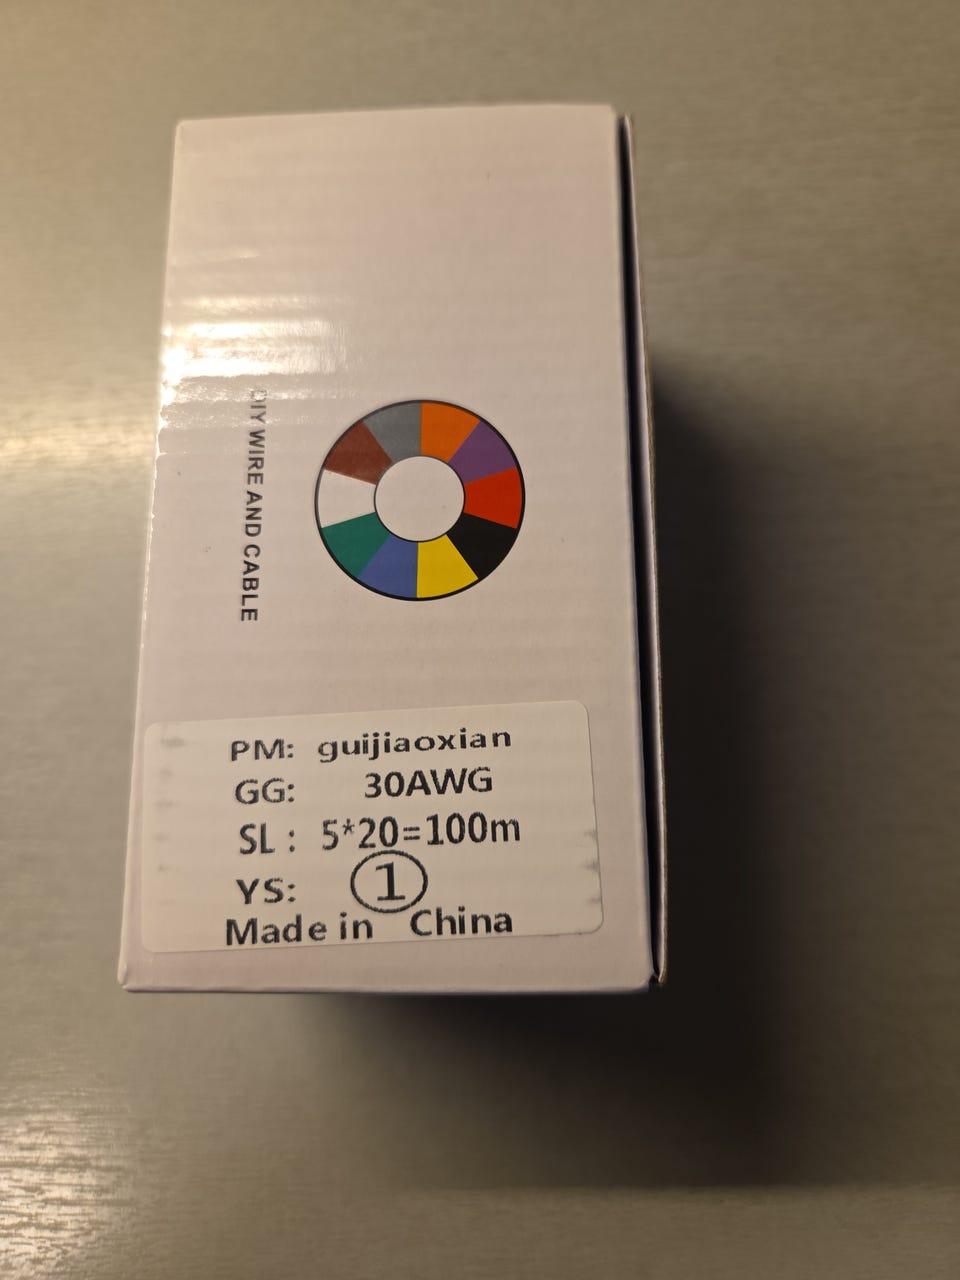 DIY WIRE AND CABLE
PM: guijiaoxian
GG: 30AWG
SL : 5*20=100m
YS: ①
Made in China